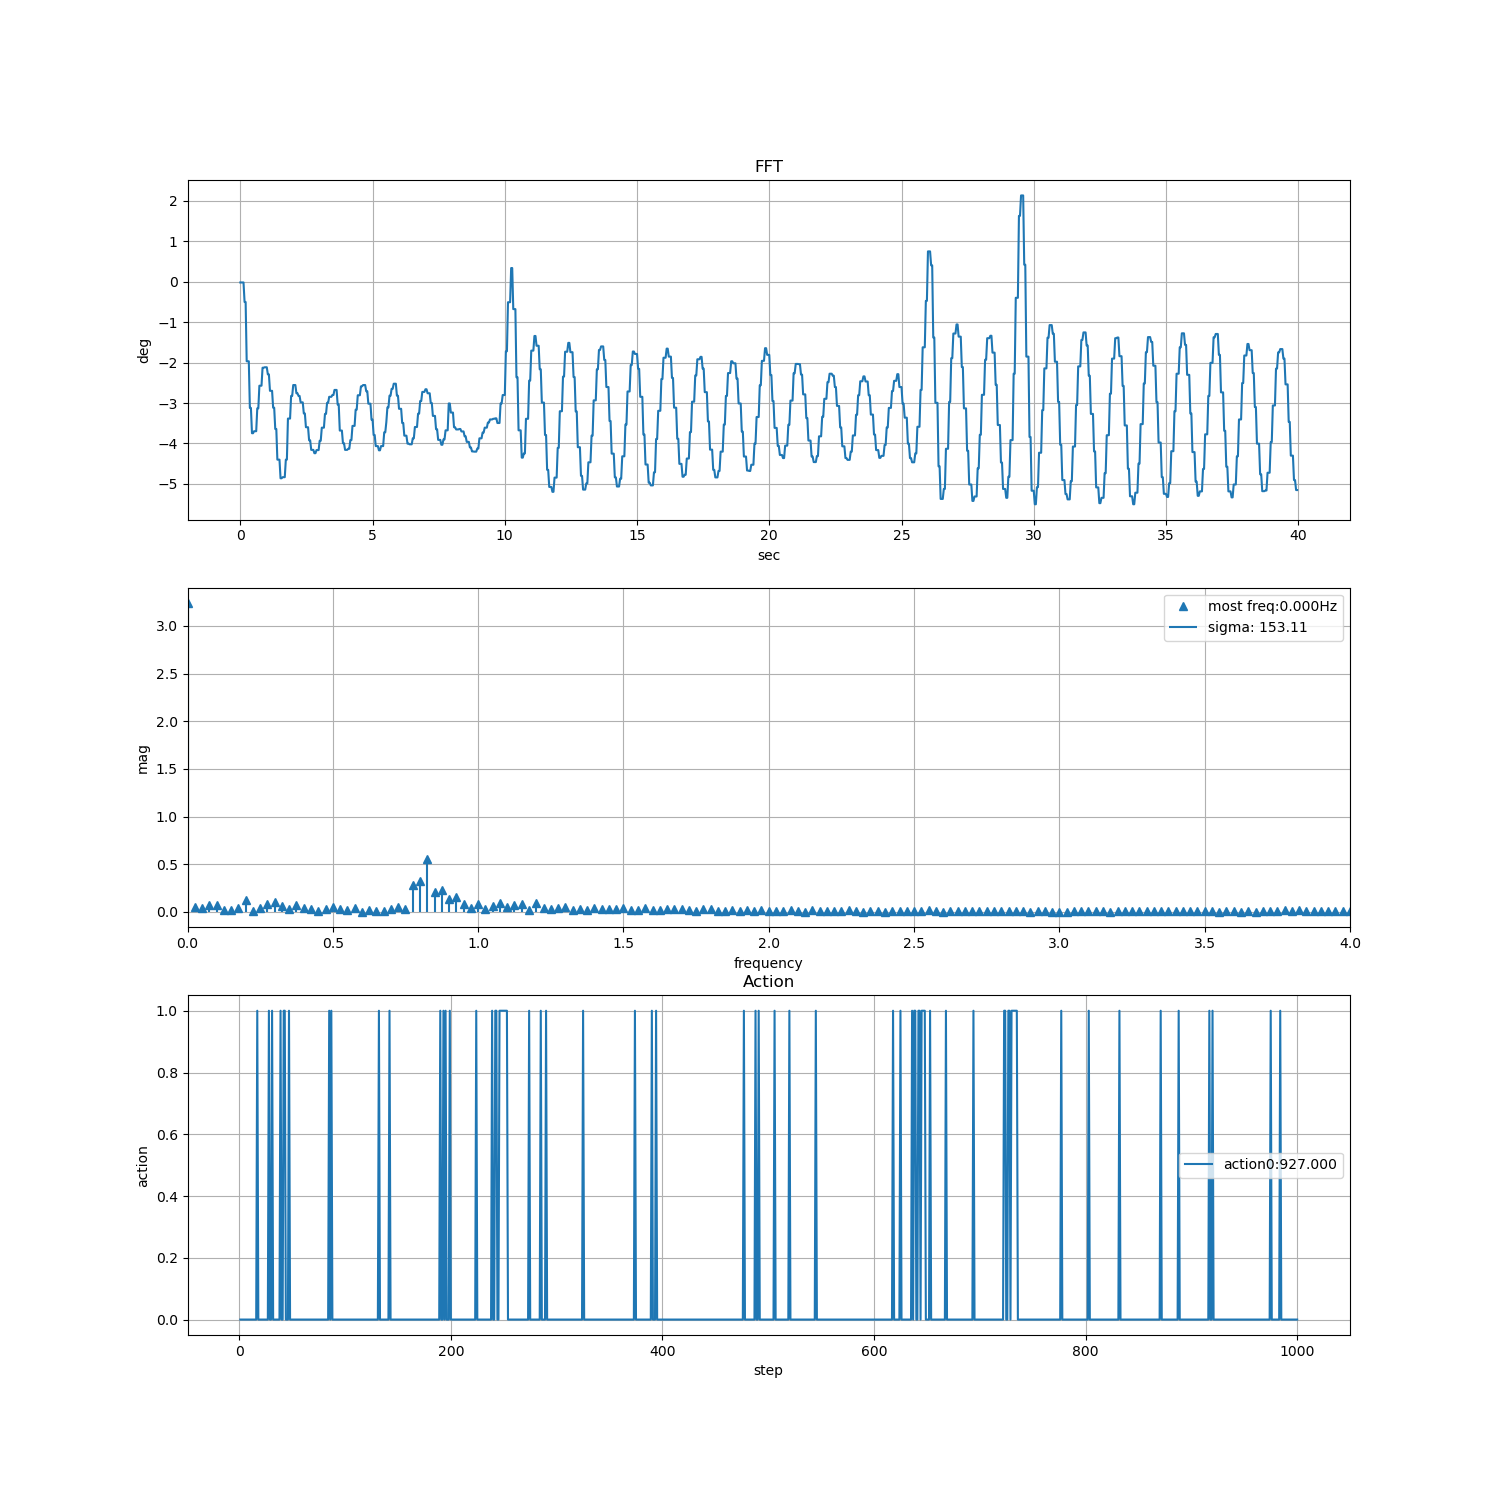 FFT
2
1
0
−1
−2
−3
−4
−5
deg
0 5 10 15 20 25 30 35 40
sec
most freq:0.000Hz
sigma: 153.11
3.0
2.5
2.0
1.5
1.0
0.5
0.0
mag
0.0 0.5 1.0 1.5 2.0 2.5 3.0 3.5 4.0
frequency
Action
1.0
0.8
0.6
0.4
0.2
0.0
action
action0:927.000
0 200 400 600 800 1000
step